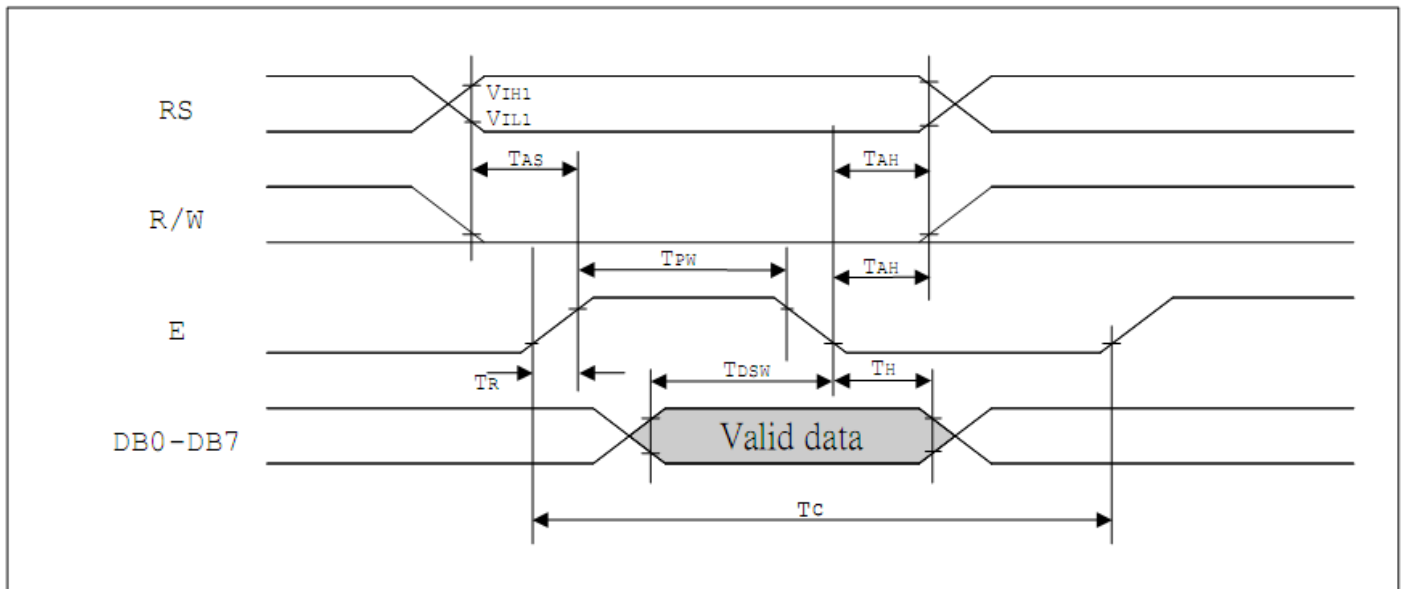 RS
VIH1
VIL1
TAS
TAH
R/W
TPW
TAH
E
TR
TDSW
TH
DB0-DB7
Valid data
TC